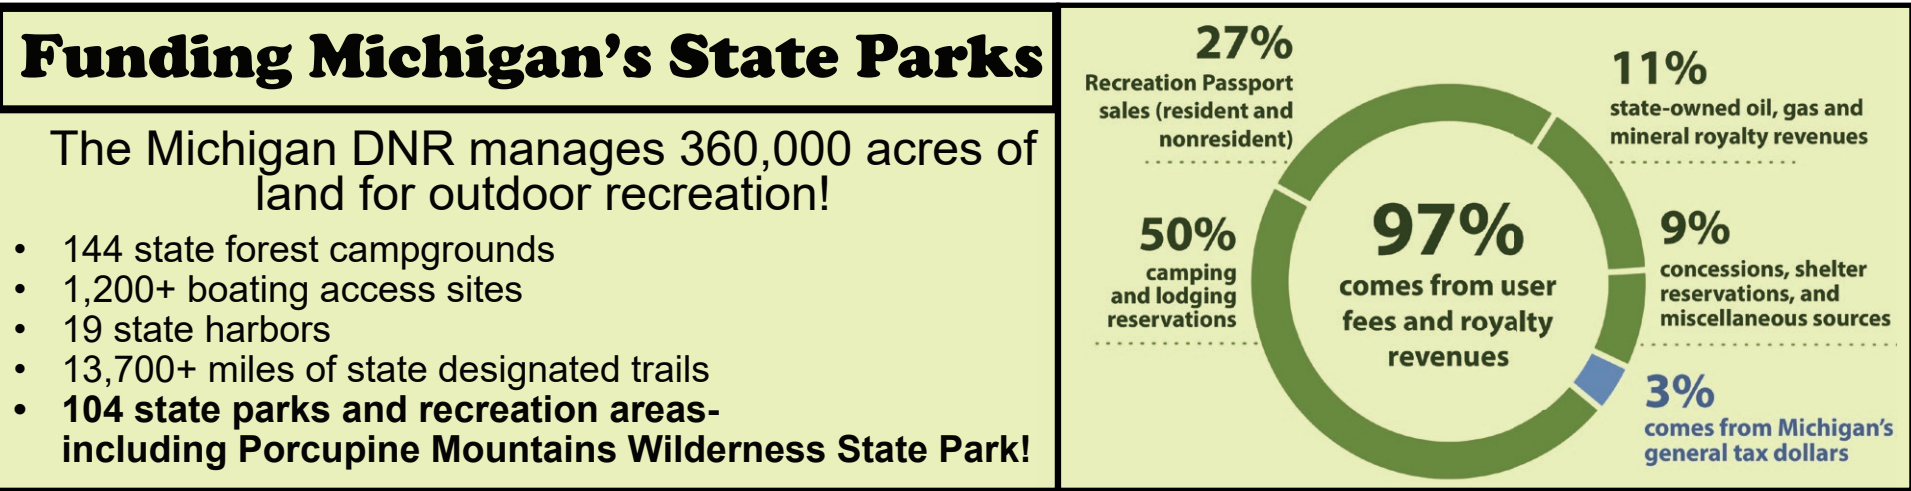 Funding Michigan's State Parks
The Michigan DNR manages 360,000 acres of
land for outdoor recreation!
• 144 state forest campgrounds
• 1,200+ boating access sites
• 19 state harbors
• 13,700+ miles of state designated trails
• 104 state parks and recreation areas-
including Porcupine Mountains Wilderness State Park!
27%
Recreation Passport
sales (resident and
nonresident)
11%
state-owned oil, gas and
mineral royalty revenues
50%
camping
and lodging
reservations
97%
comes from user
fees and royalty
revenues
9%
concessions, shelter
reservations, and
miscellaneous sources
3%
comes from Michigan's
general tax dollars